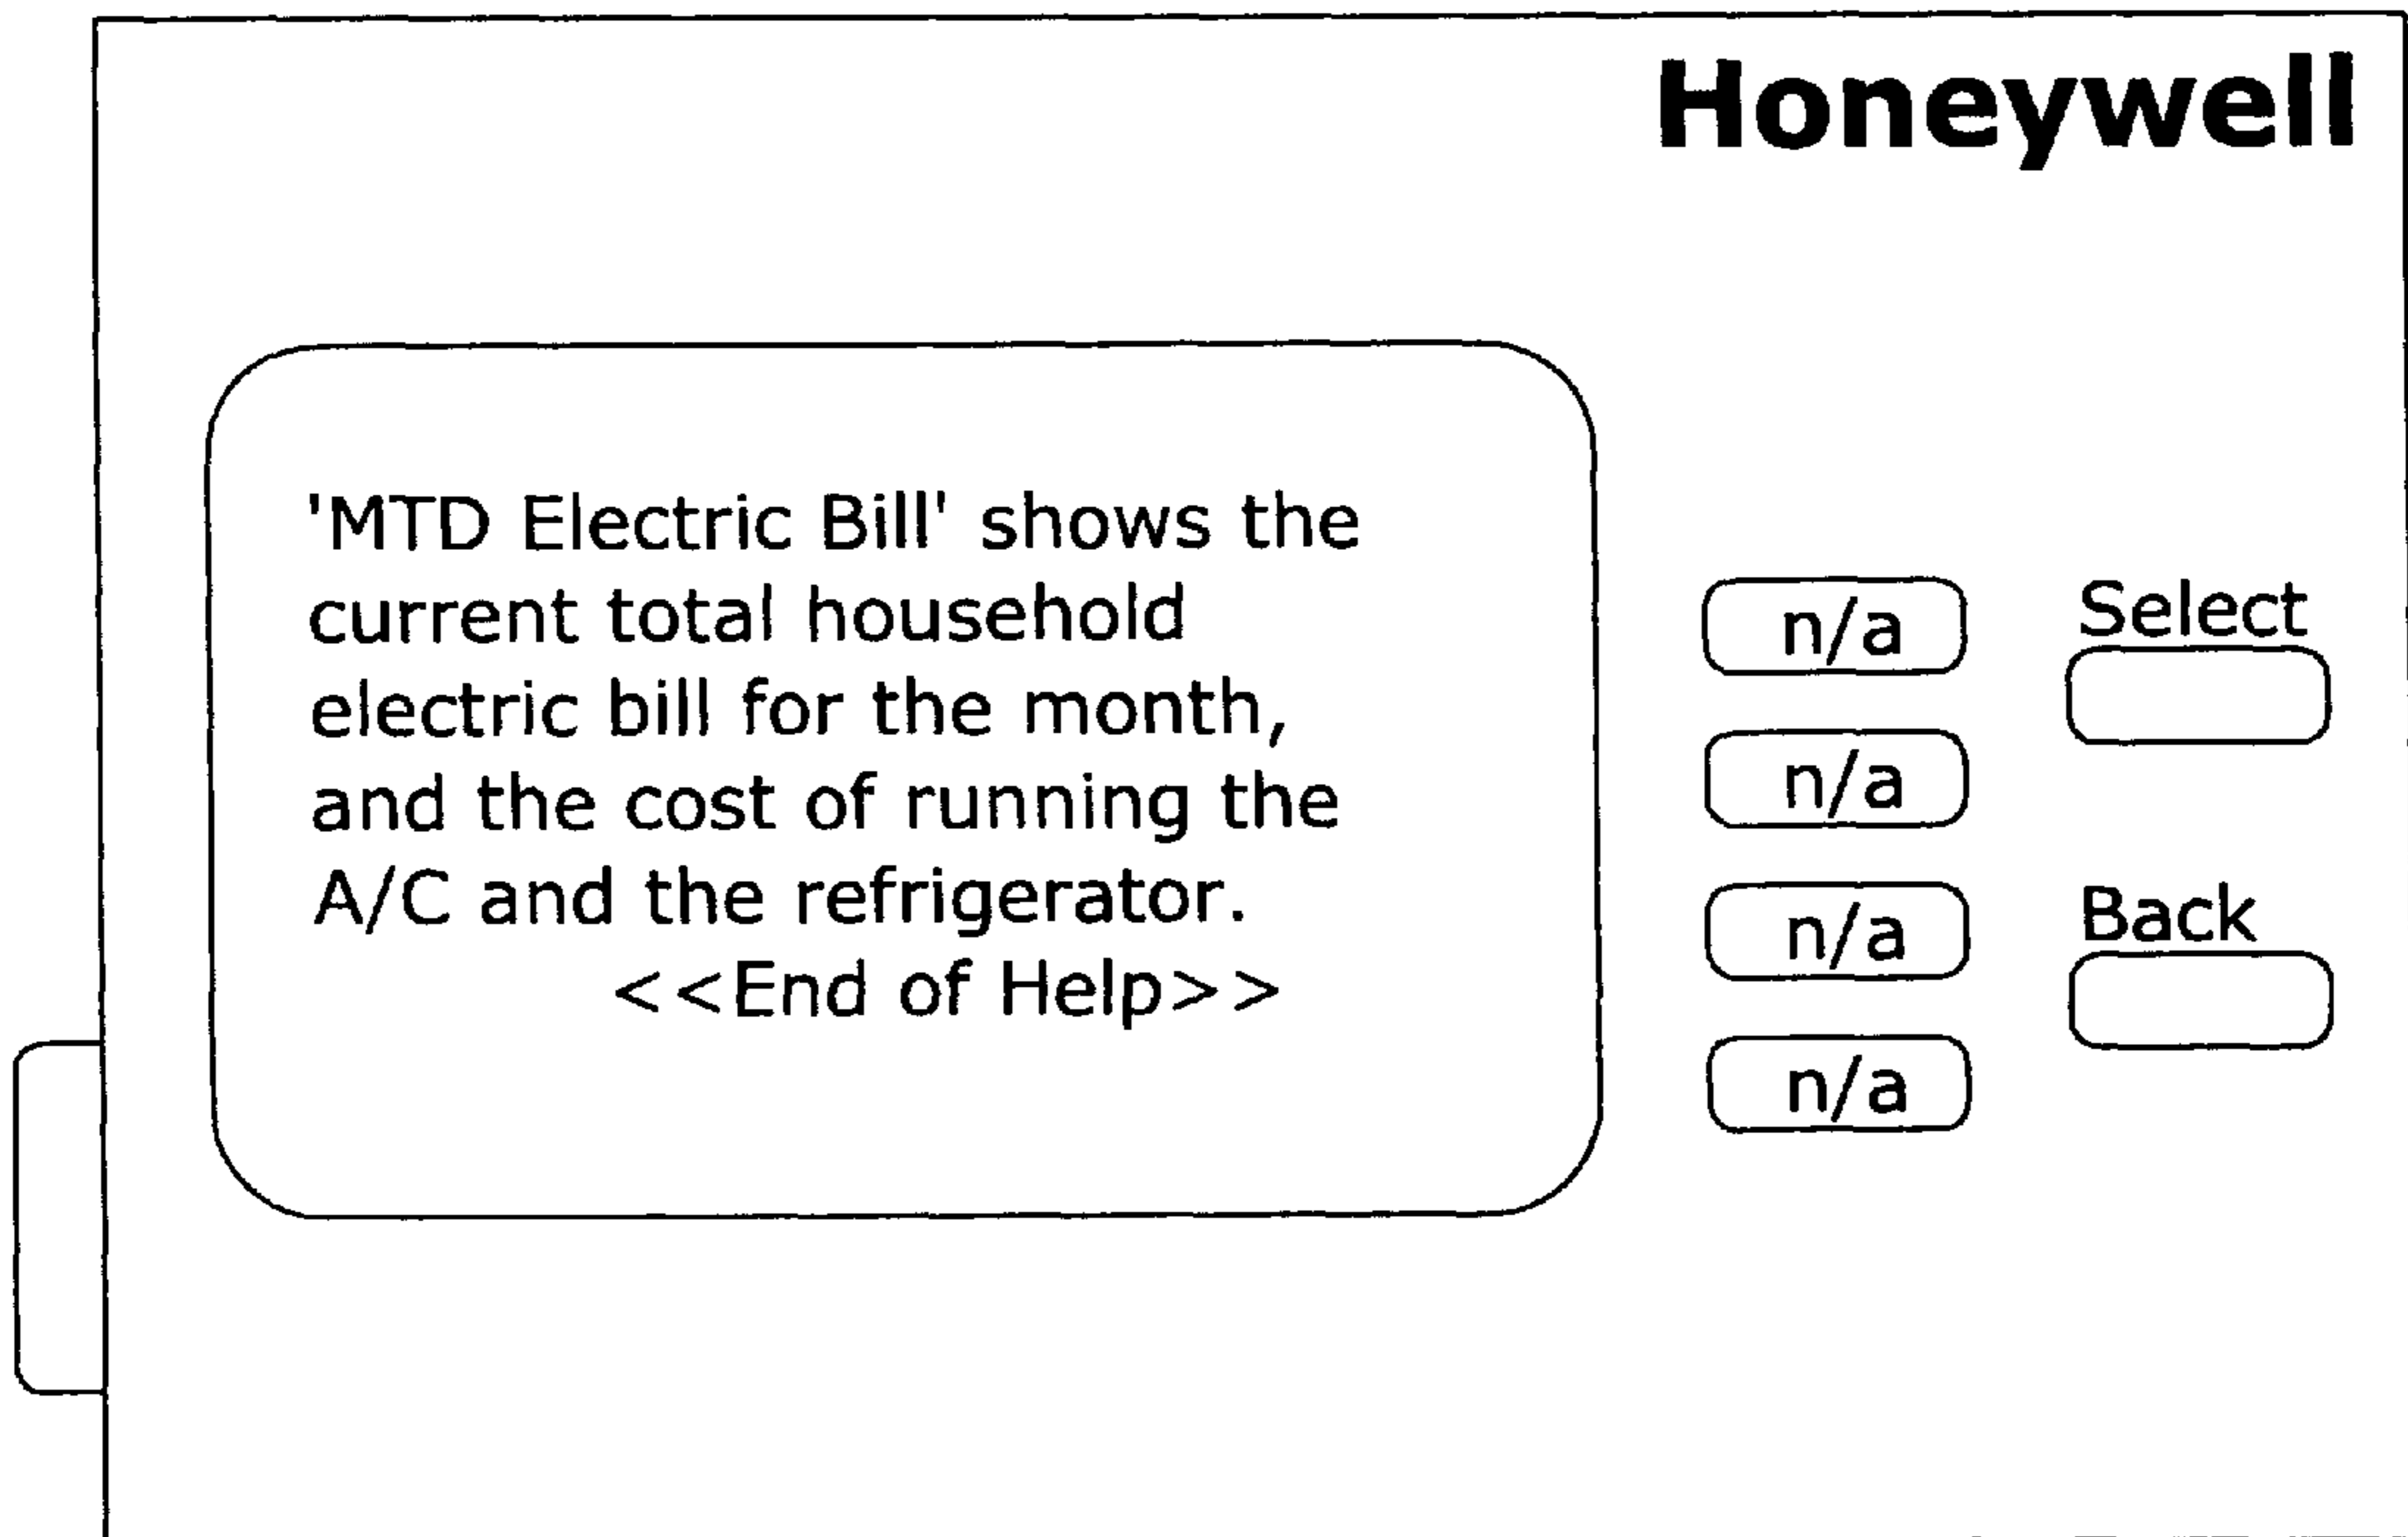 Honeywell
'MTD Electric Bill' shows the
current total household
electric bill for the month,
and the cost of running the
A/C and the refrigerator.
<<End of Help>>
n/a
n/a
n/a
n/a
Select
Back